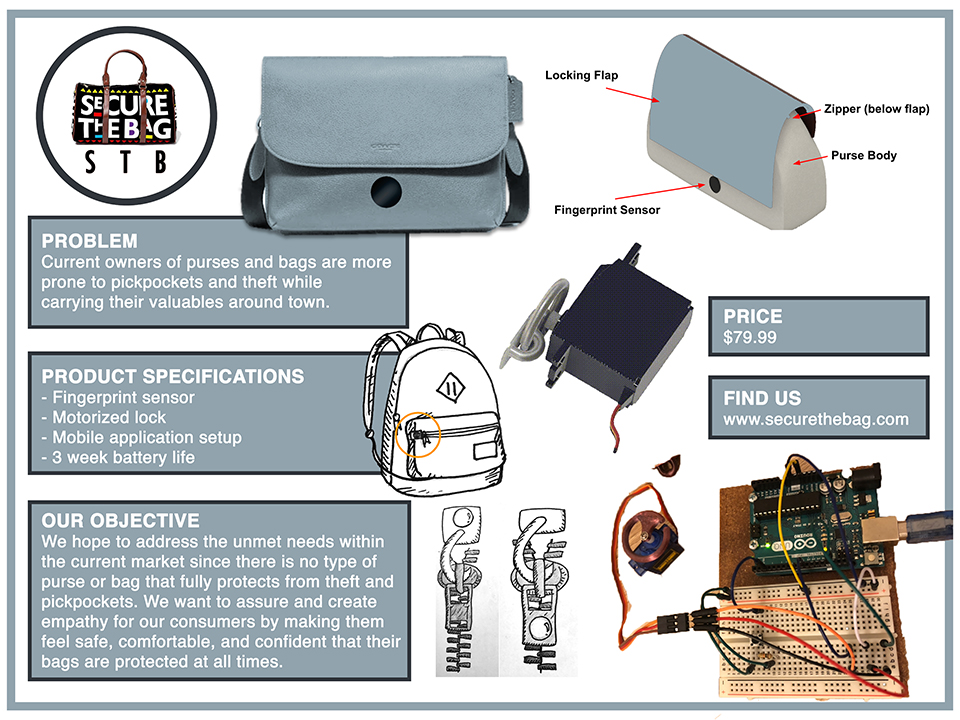 SECURE
THE BAG
S T B
COACH
Locking Flap
Zipper (below flap)
Purse Body
Fingerprint Sensor
PROBLEM
Current owners of purses and bags are more
prone to pickpockets and theft while
carrying their valuables around town.
PRICE
$79.99
PRODUCT SPECIFICATIONS
- Fingerprint sensor
- Motorized lock
- Mobile application setup
- 3 week battery life
FIND US
www.securethebag.com
OUR OBJECTIVE
We hope to address the unmet needs within
the current market since there is no type of
purse or bag that fully protects from theft and
pickpockets. We want to assure and create
empathy for our consumers by making them
feel safe, comfortable, and confident that their
bags are protected at all times.
ARDUINO